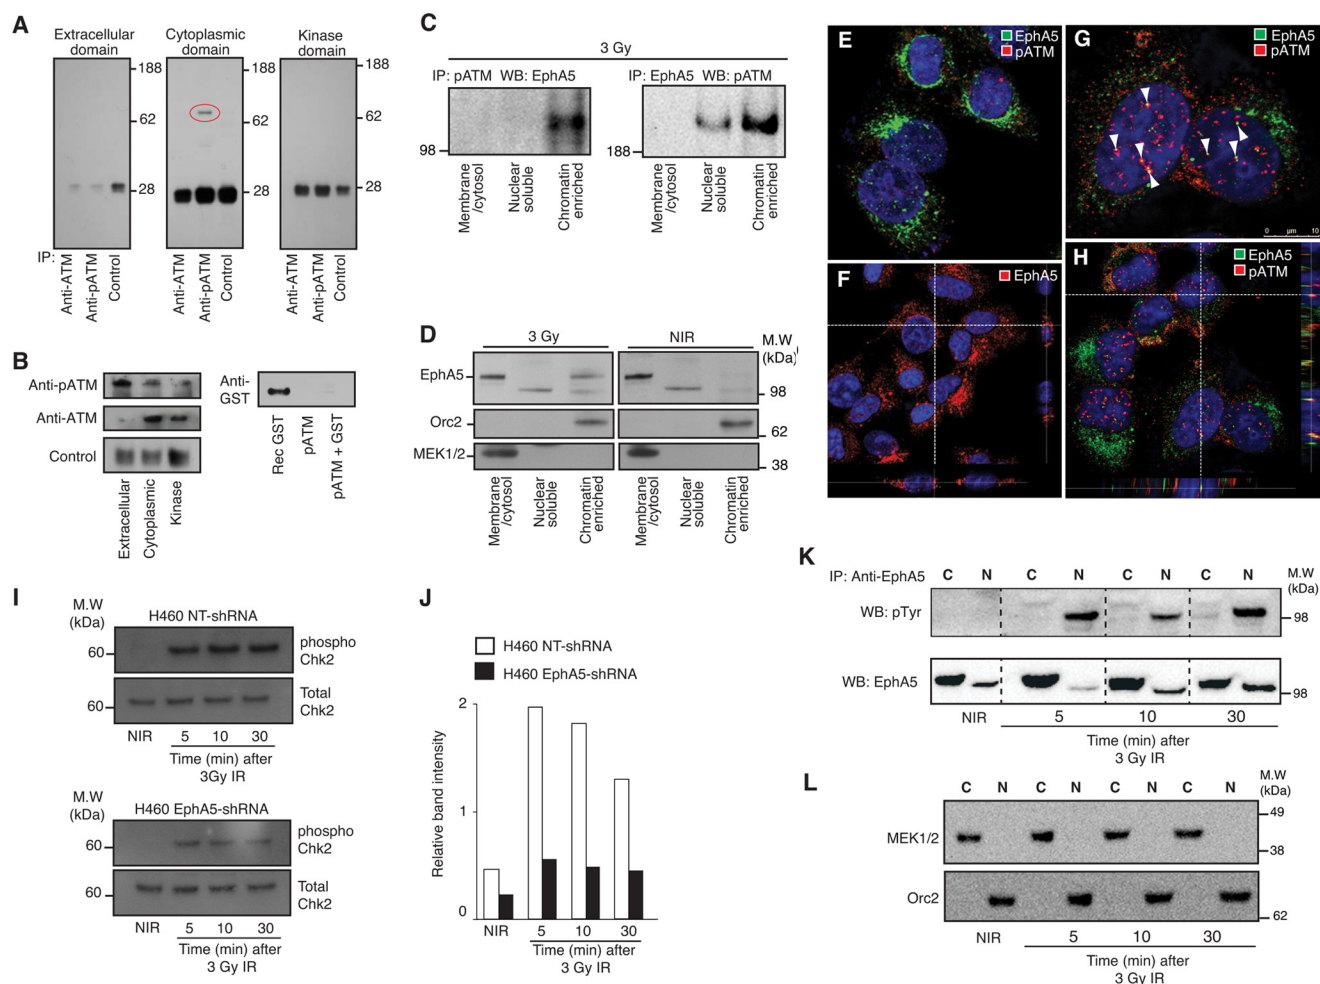 A
Extracellular domain
Cytoplasmic domain
Kinase domain
188
62
28
188
62
28
188
62
28
IP:
Anti-ATM
Anti-pATM
Control
Anti-ATM
Anti-pATM
Control
Anti-ATM
Anti-pATM
Control
B
Anti-pATM
Anti-ATM
Control
Extracellular
Cytoplasmic
Kinase
Anti-GST
Rec GST
pATM
pATM + GST
C
3 Gy
IP: pATM WB: EphA5
IP: EphA5 WB: pATM
98
188
Membrane /cytosol
Nuclear soluble
Chromatin enriched
Membrane /cytosol
Nuclear soluble
Chromatin enriched
D
3 Gy
NIR
M.W (kDa)
EphA5
98
Orc2
62
MEK1/2
38
Membrane /cytosol
Nuclear soluble
Chromatin enriched
Membrane /cytosol
Nuclear soluble
Chromatin enriched
E
EphA5
pATM
F
EphA5
G
EphA5
pATM
0 µm 10
H
EphA5
pATM
I
M.W (kDa)
H460 NT-shRNA
60
phospho Chk2
60
Total Chk2
NIR 5 10 30
Time (min) after
3Gy IR
M.W (kDa)
H460 EphA5-shRNA
60
phospho Chk2
60
Total Chk2
NIR 5 10 30
Time (min) after
3 Gy IR
J
H460 NT-shRNA
H460 EphA5-shRNA
Relative band intensity
2
1
0
NIR 5 10 30
Time (min) after
3 Gy IR
K
IP: Anti-EphA5
C N C N C N C N
M.W (kDa)
WB: pTyr
98
WB: EphA5
98
NIR 5 10 30
Time (min) after
3 Gy IR
L
C N C N C N C N
M.W (kDa)
MEK1/2
49
38
Orc2
62
NIR 5 10 30
Time (min) after
3 Gy IR